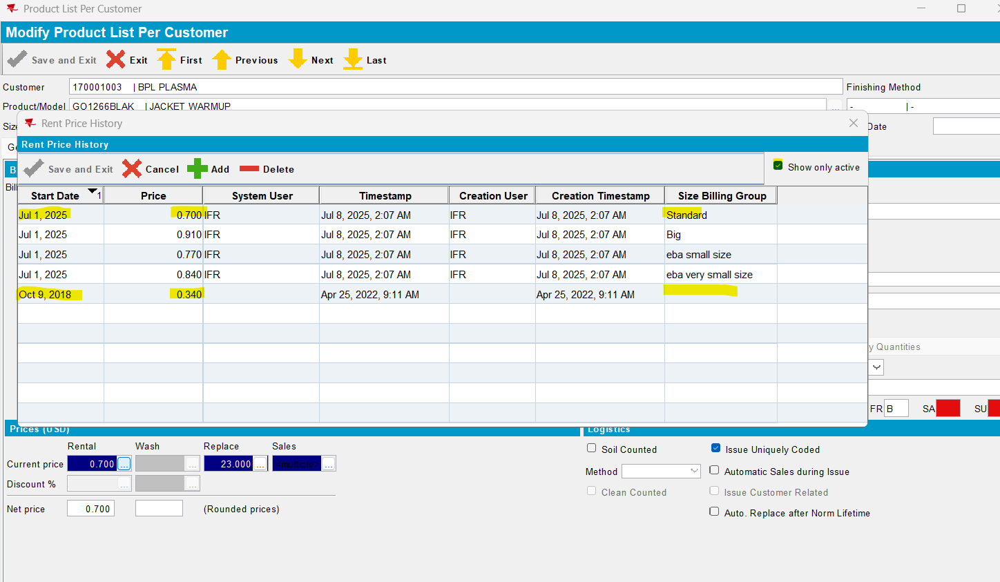 Product List Per Customer
Modify Product List Per Customer
Save and Exit Exit First Previous Next Last
Customer 170001003 | BPL PLASMA Finishing Method
Product/Model GO1266BLAK | JACKET WARMUP ... - | -
Rent Price History
Date
Rent Price History
Save and Exit Cancel Add Delete Show only active
Start Date 1 Price System User Timestamp Creation User Creation Timestamp Size Billing Group
Jul 1, 2025 0.700 IFR Jul 8, 2025, 2:07 AM IFR Jul 8, 2025, 2:07 AM Standard
Jul 1, 2025 0.910 IFR Jul 8, 2025, 2:07 AM IFR Jul 8, 2025, 2:07 AM Big
Jul 1, 2025 0.770 IFR Jul 8, 2025, 2:07 AM IFR Jul 8, 2025, 2:07 AM eba small size
Jul 1, 2025 0.840 IFR Jul 8, 2025, 2:07 AM IFR Jul 8, 2025, 2:07 AM eba very small size
Oct 9, 2018 0.340 Apr 25, 2022, 9:11 AM Apr 25, 2022, 9:11 AM
y Quantities
FR B SA SU
Prices (USD) Logistics
Rental Wash Replace Sales
Soil Counted Issue Uniquely Coded
Current price 0.700 ... ... 23.000 ... <multiple> ...
Method Automatic Sales during Issue
Discount % ... ...
Clean Counted Issue Customer Related
Net price 0.700 (Rounded prices)
Auto. Replace after Norm Lifetime